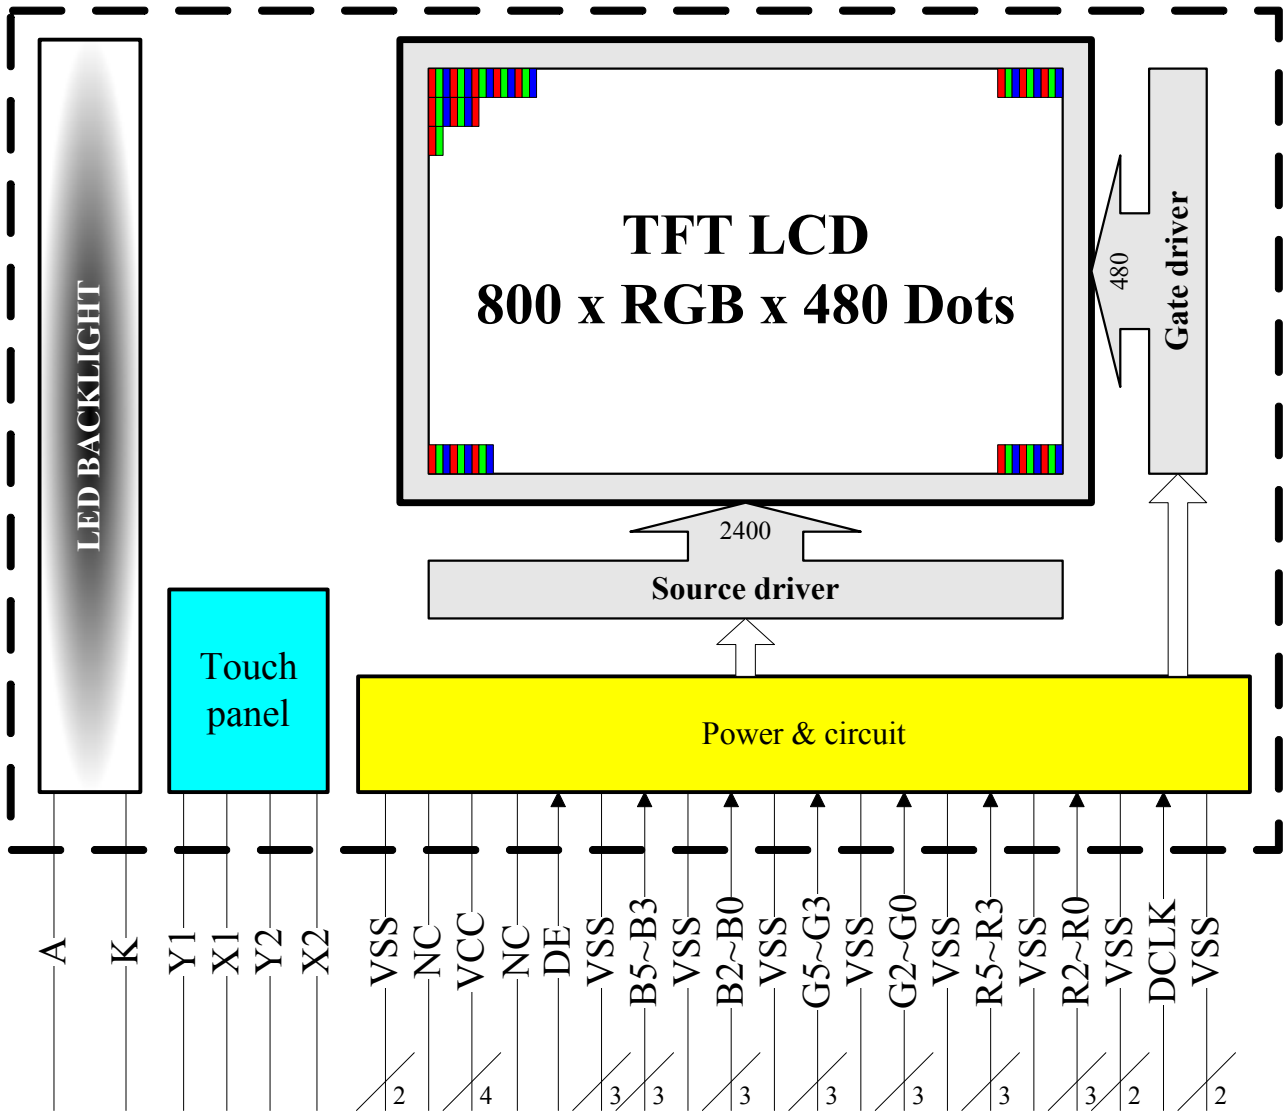 TFT LCD
800 x RGB x 480 Dots
480
Gate driver
LED BACKLIGHT
2400
Source driver
Touch
panel
Power & circuit
A
K
Y1
X1
Y2
X2
VSS
NC
VCC
NC
DE
VSS
B5~B3
VSS
B2~B0
VSS
G5~G3
VSS
G2~G0
VSS
R5~R3
VSS
R2~R0
VSS
DCLK
VSS
2
4
3
3
3
3
3
3
3
2
2